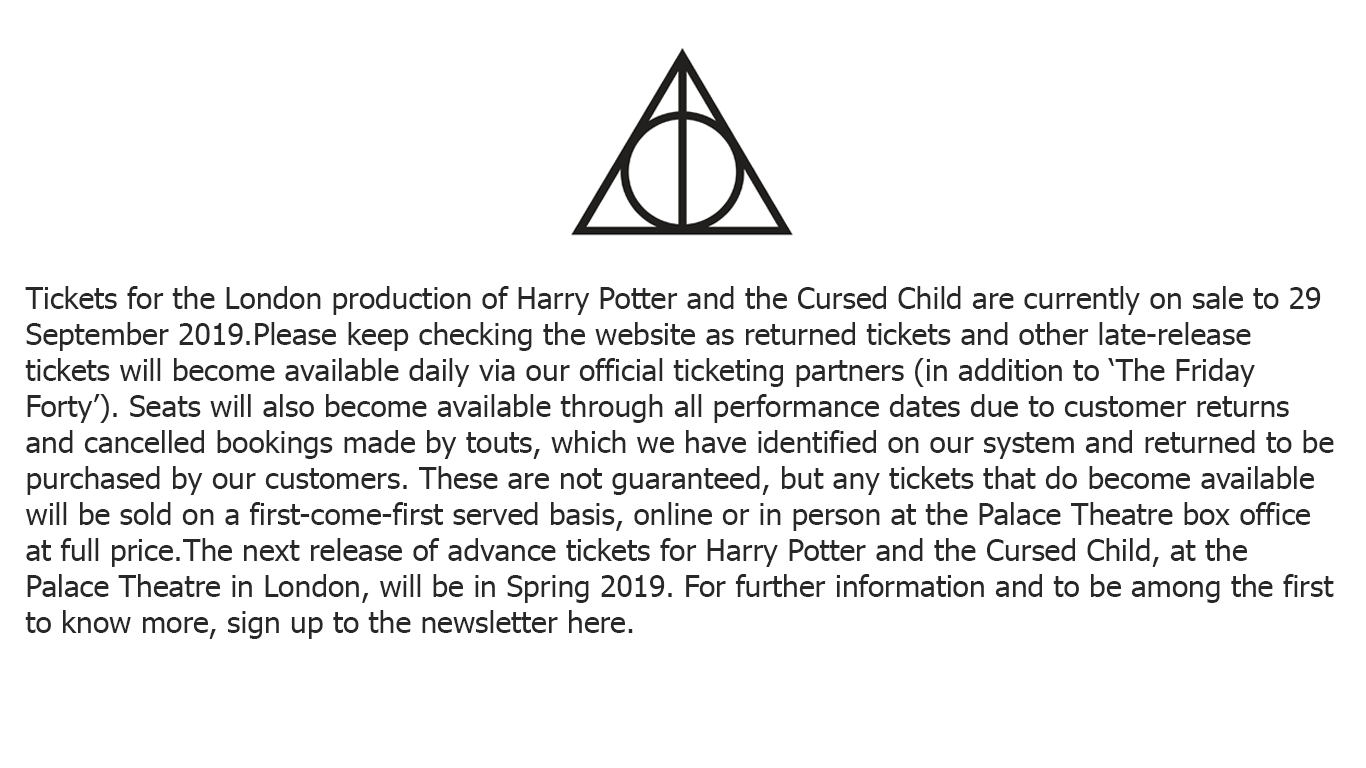 Tickets for the London production of Harry Potter and the Cursed Child are currently on sale to 29
September 2019.Please keep checking the website as returned tickets and other late-release
tickets will become available daily via our official ticketing partners (in addition to ‘The Friday
Forty’). Seats will also become available through all performance dates due to customer returns
and cancelled bookings made by touts, which we have identified on our system and returned to be
purchased by our customers. These are not guaranteed, but any tickets that do become available
will be sold on a first-come-first served basis, online or in person at the Palace Theatre box office
at full price.The next release of advance tickets for Harry Potter and the Cursed Child, at the
Palace Theatre in London, will be in Spring 2019. For further information and to be among the first
to know more, sign up to the newsletter here.